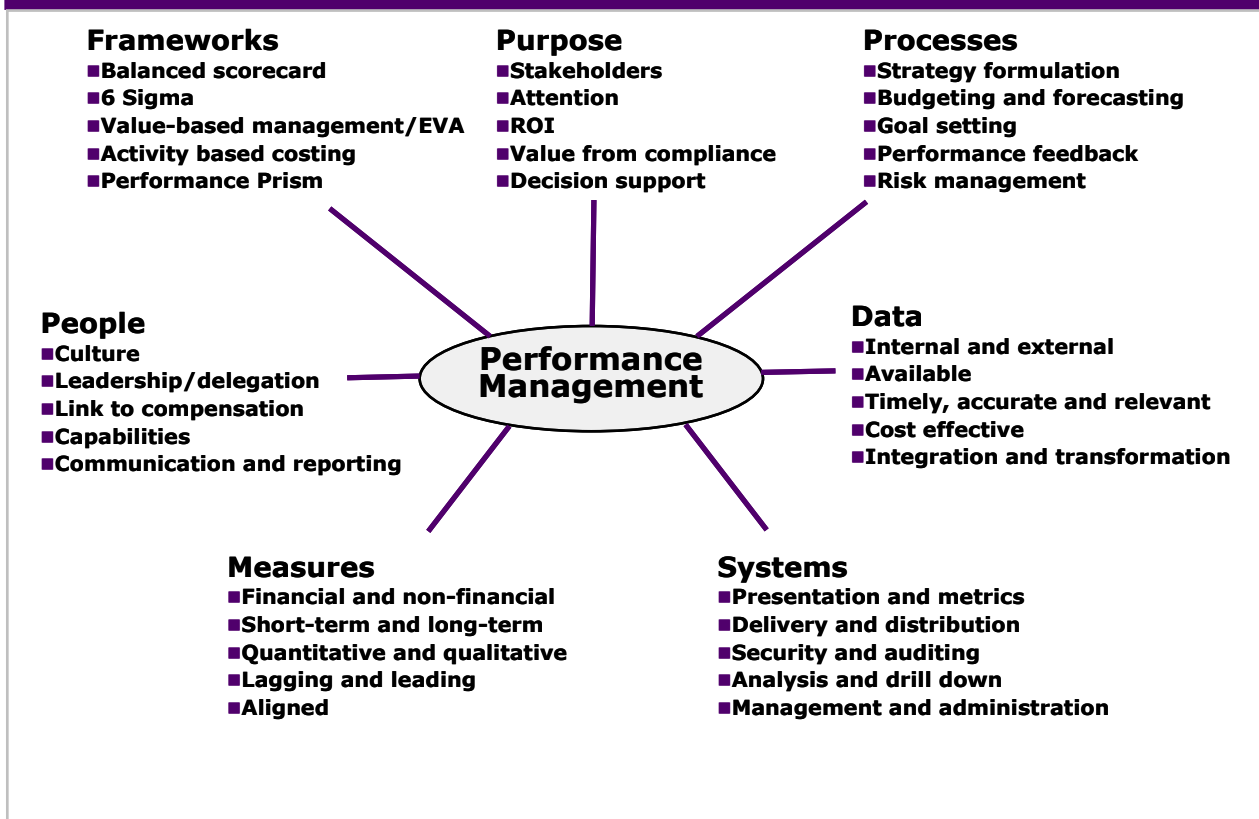 Frameworks
■Balanced scorecard
■6 Sigma
■Value-based management/EVA
■Activity based costing
■Performance Prism
Purpose
■Stakeholders
■Attention
■ROI
■Value from compliance
■Decision support
Processes
■Strategy formulation
■Budgeting and forecasting
■Goal setting
■Performance feedback
■Risk management
People
■Culture
■Leadership/delegation
■Link to compensation
■Capabilities
■Communication and reporting
Performance
Management
Data
■Internal and external
■Available
■Timely, accurate and relevant
■Cost effective
■Integration and transformation
Measures
■Financial and non-financial
■Short-term and long-term
■Quantitative and qualitative
■Lagging and leading
■Aligned
Systems
■Presentation and metrics
■Delivery and distribution
■Security and auditing
■Analysis and drill down
■Management and administration